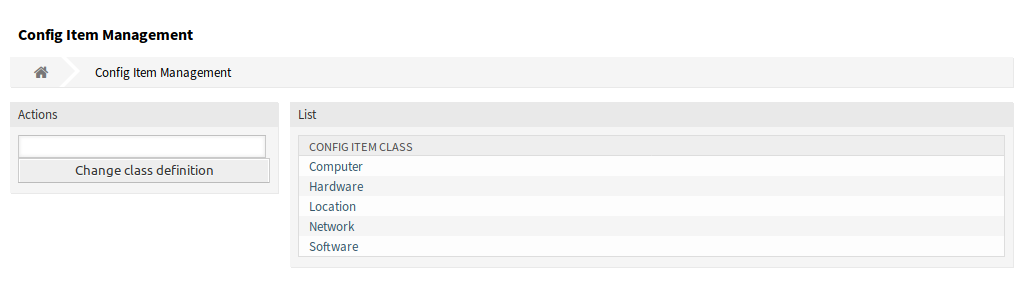 Config Item Management
Config Item Management
Actions
Change class definition
List
CONFIG ITEM CLASS
Computer
Hardware
Location
Network
Software